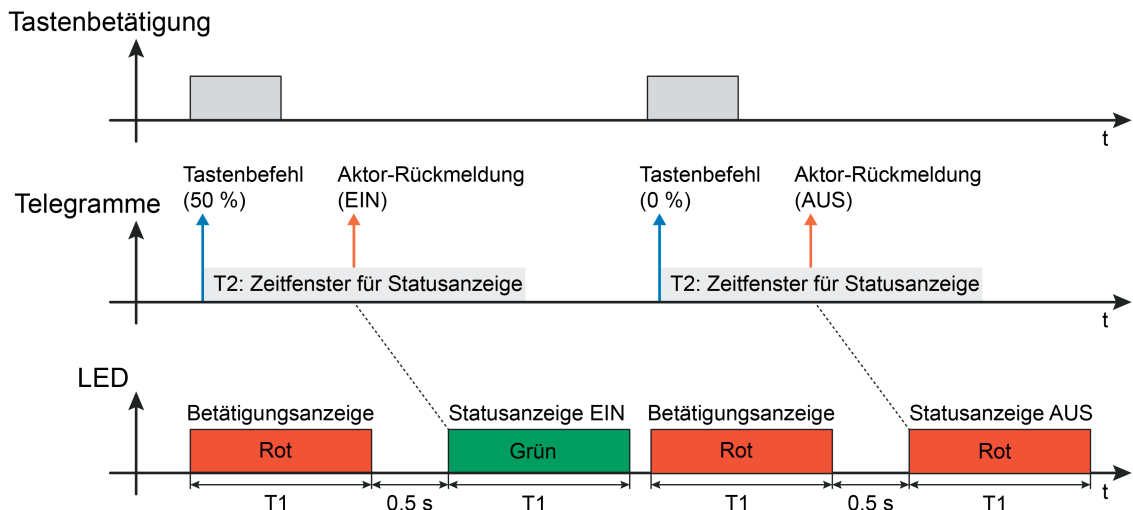 Tastenbetätigung
t
Tastenbefehl
(50 %)
Aktor-Rückmeldung
(EIN)
Tastenbefehl
(0 %)
Aktor-Rückmeldung
(AUS)
Telegramme
T2: Zeitfenster für Statusanzeige
T2: Zeitfenster für Statusanzeige
t
LED
Betätigungsanzeige
Statusanzeige EIN
Betätigungsanzeige
Statusanzeige AUS
Rot
Grün
Rot
Rot
t
T1
0.5 s
T1
T1
0.5 s
T1